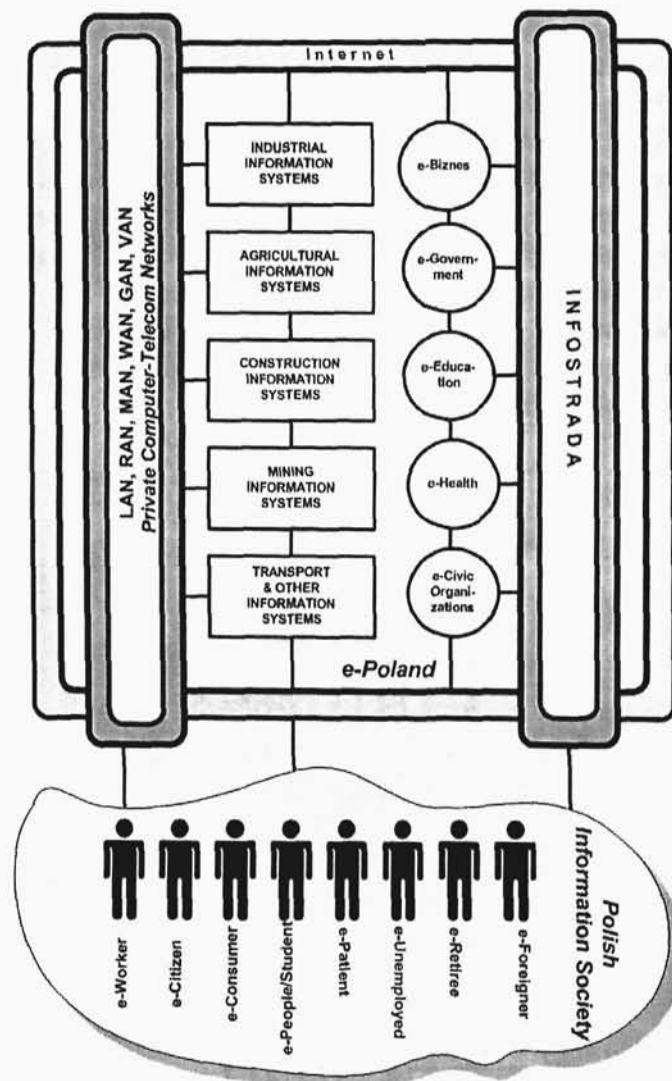 Internet
LAN, RAN, MAN, WAN, GAN, VAN
Private Computer-Telecom Networks
INDUSTRIAL
INFORMATION
SYSTEMS
AGRICULTURAL
INFORMATION
SYSTEMS
CONSTRUCTION
INFORMATION
SYSTEMS
MINING
INFORMATION
SYSTEMS
TRANSPORT
& OTHER
INFORMATION
SYSTEMS
e-Biznes
e-Govern-
ment
e-Educa-
tion
e-Health
e-Civic
Organi-
zations
INFOSTRADA
e-Poland
e-Worker
e-Citizen
e-Consumer
e-People/Student
e-Patient
e-Unemployed
e-Retiree
e-Foreigner
Polish
Information Society